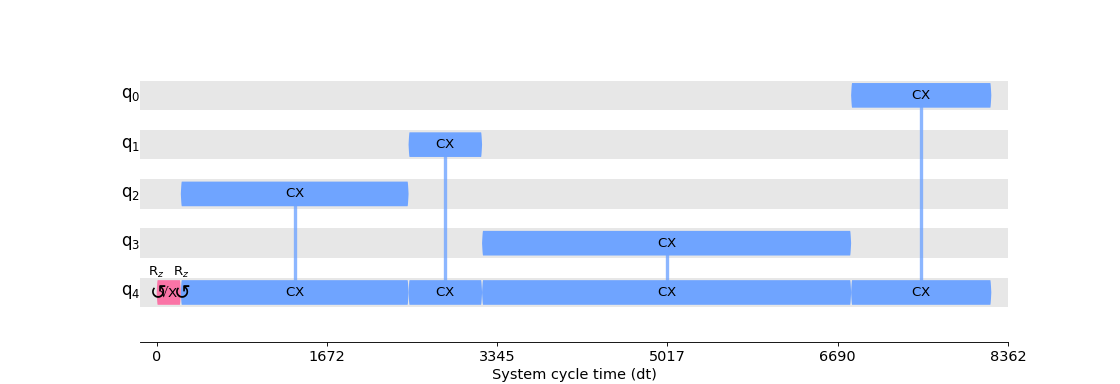 q0 CX
q1 CX
q2 CX
q3 CX
Rz Rz
q4 √X CX CX CX CX
0 1672 3345 5017 6690 8362
System cycle time (dt)